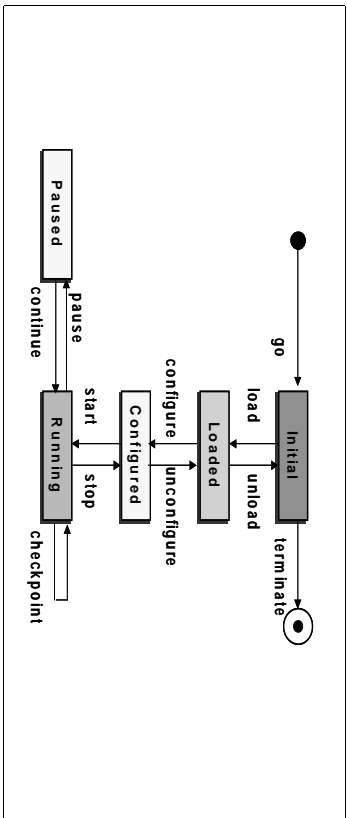 go
Initial
terminate
load
unload
Loaded
configure
unconfigure
Configured
start
stop
Paused
pause
continue
Running
checkpoint